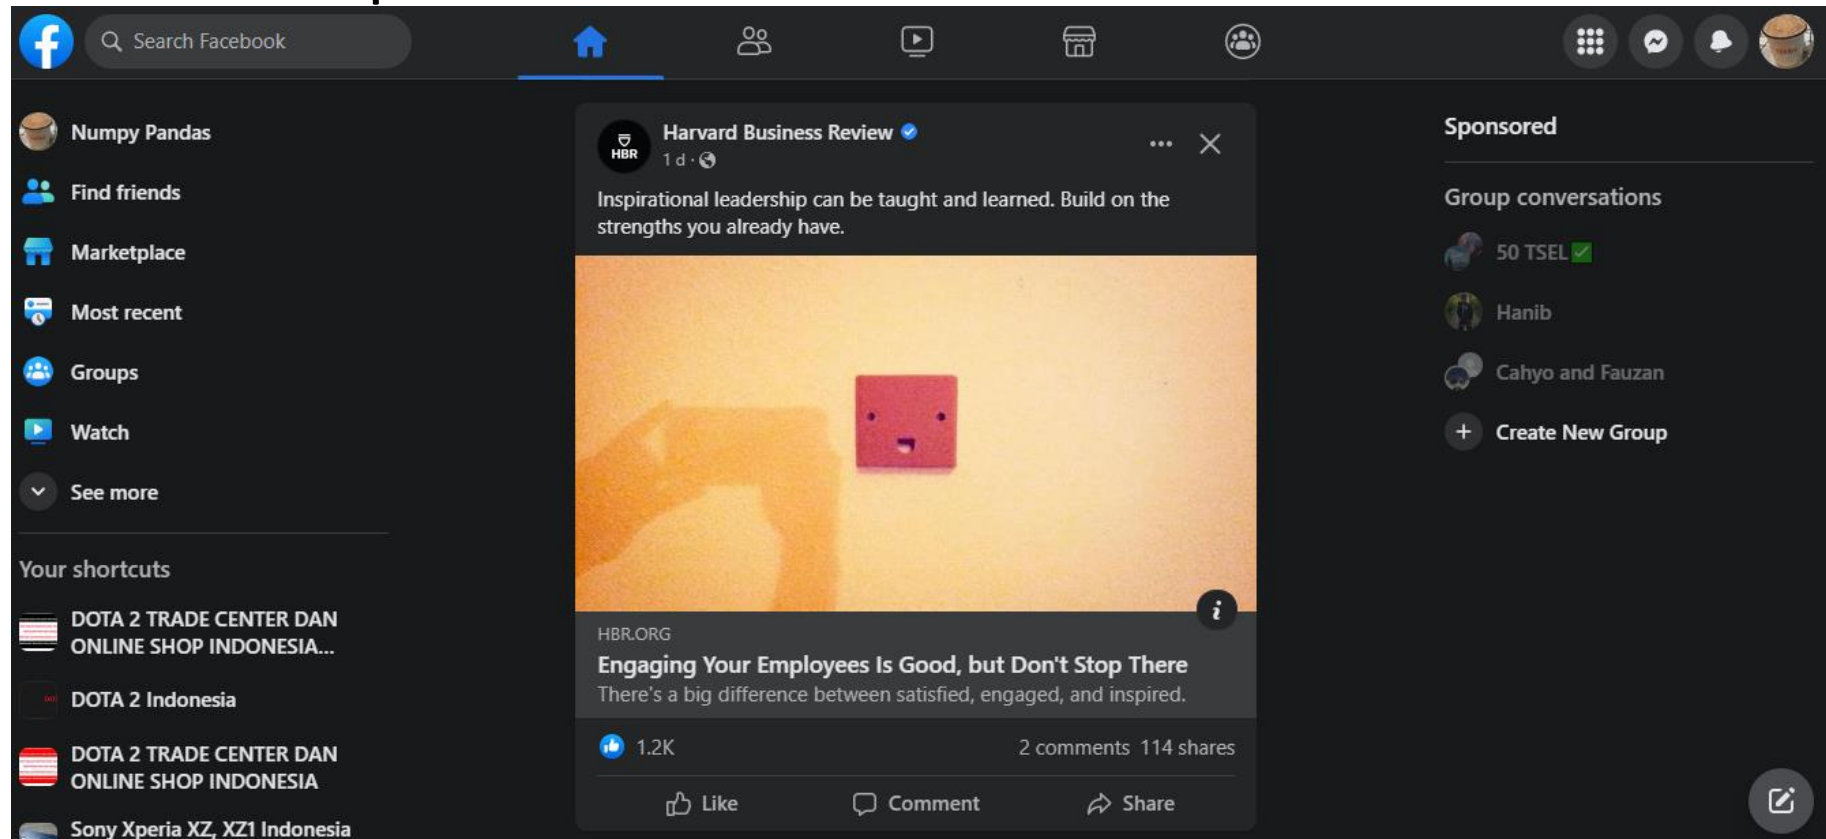 Search Facebook
Numpy Pandas
Find friends
Marketplace
Most recent
Groups
Watch
See more
Your shortcuts
DOTA 2 TRADE CENTER DAN
ONLINE SHOP INDONESIA...
DOTA 2 Indonesia
DOTA 2 TRADE CENTER DAN
ONLINE SHOP INDONESIA
Sony Xperia XZ, XZ1 Indonesia
HBR
Harvard Business Review
1 d ·
Inspirational leadership can be taught and learned. Build on the
strengths you already have.
HBR.ORG
Engaging Your Employees Is Good, but Don't Stop There
There's a big difference between satisfied, engaged, and inspired.
1.2K
2 comments 114 shares
Like
Comment
Share
Sponsored
Group conversations
50 TSEL✅
Hanib
Cahyo and Fauzan
Create New Group